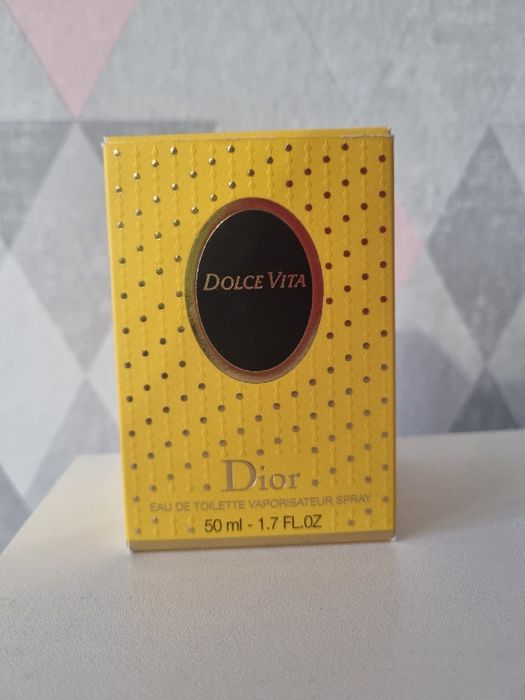 DOLCE VITA
Dior
EAU DE TOILETTE VAPORISATEUR SPRAY
50 ml - 1.7 FL.OZ